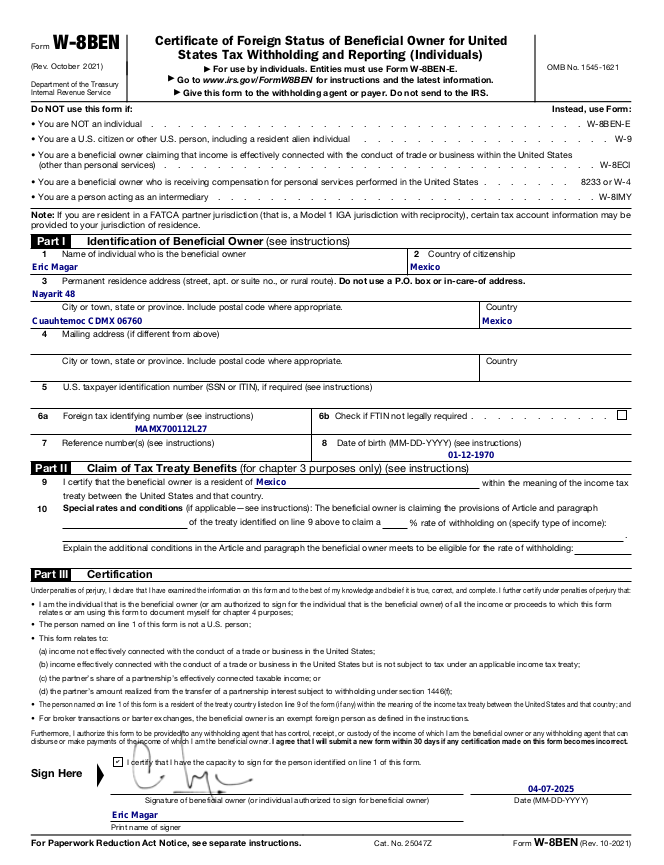 Form W-8BEN
(Rev. October 2021)
Department of the Treasury
Internal Revenue Service
Certificate of Foreign Status of Beneficial Owner for United
States Tax Withholding and Reporting (Individuals)
▶ For use by individuals. Entities must use Form W-8BEN-E.
▶ Go to www.irs.gov/FormW8BEN for instructions and the latest information.
▶ Give this form to the withholding agent or payer. Do not send to the IRS.
OMB No. 1545-1621
Do NOT use this form if: Instead, use Form:
• You are NOT an individual . . . . . . . . . . . . . . . . . . . . . . . . . . . . . . W-8BEN-E
• You are a U.S. citizen or other U.S. person, including a resident alien individual . . . . . . . . . . . . . . . . . . W-9
• You are a beneficial owner claiming that income is effectively connected with the conduct of trade or business within the United States
(other than personal services) . . . . . . . . . . . . . . . . . . . . . . . . . . . . . W-8ECI
• You are a beneficial owner who is receiving compensation for personal services performed in the United States . . . . . . . 8233 or W-4
• You are a person acting as an intermediary . . . . . . . . . . . . . . . . . . . . . . . . . W-8IMY
Note: If you are resident in a FATCA partner jurisdiction (that is, a Model 1 IGA jurisdiction with reciprocity), certain tax account information may be
provided to your jurisdiction of residence.
Part I Identification of Beneficial Owner (see instructions)
1 Name of individual who is the beneficial owner
Eric Magar
2 Country of citizenship
Mexico
3 Permanent residence address (street, apt. or suite no., or rural route). Do not use a P.O. box or in-care-of address.
Nayarit 48
City or town, state or province. Include postal code where appropriate.
Cuauhtemoc CDMX 06760
Country
Mexico
4 Mailing address (if different from above)
City or town, state or province. Include postal code where appropriate.
Country
5 U.S. taxpayer identification number (SSN or ITIN), if required (see instructions)
6a Foreign tax identifying number (see instructions)
MAMX700112L27
6b Check if FTIN not legally required . . . . . . . . . . .
7 Reference number(s) (see instructions)
8 Date of birth (MM-DD-YYYY) (see instructions)
01-12-1970
Part II Claim of Tax Treaty Benefits (for chapter 3 purposes only) (see instructions)
9 I certify that the beneficial owner is a resident of Mexico within the meaning of the income tax
treaty between the United States and that country.
10 Special rates and conditions (if applicable—see instructions): The beneficial owner is claiming the provisions of Article and paragraph
of the treaty identified on line 9 above to claim a % rate of withholding on (specify type of income):
.
Explain the additional conditions in the Article and paragraph the beneficial owner meets to be eligible for the rate of withholding:
Part III Certification
Under penalties of perjury, I declare that I have examined the information on this form and to the best of my knowledge and belief it is true, correct, and complete. I further certify under penalties of perjury that:
• I am the individual that is the beneficial owner (or am authorized to sign for the individual that is the beneficial owner) of all the income or proceeds to which this form
relates or am using this form to document myself for chapter 4 purposes;
• The person named on line 1 of this form is not a U.S. person;
• This form relates to:
(a) income not effectively connected with the conduct of a trade or business in the United States;
(b) income effectively connected with the conduct of a trade or business in the United States but is not subject to tax under an applicable income tax treaty;
(c) the partner's share of a partnership's effectively connected taxable income; or
(d) the partner's amount realized from the transfer of a partnership interest subject to withholding under section 1446(f);
• The person named on line 1 of this form is a resident of the treaty country listed on line 9 of the form (if any) within the meaning of the income tax treaty between the United States and that country; and
• For broker transactions or barter exchanges, the beneficial owner is an exempt foreign person as defined in the instructions.
Furthermore, I authorize this form to be provided to any withholding agent that has control, receipt, or custody of the income of which I am the beneficial owner or any withholding agent that can
disburse or make payments of the income of which I am the beneficial owner. I agree that I will submit a new form within 30 days if any certification made on this form becomes incorrect.
Sign Here
✔ I certify that I have the capacity to sign for the person identified on line 1 of this form.
04-07-2025
Signature of beneficial owner (or individual authorized to sign for beneficial owner)
Date (MM-DD-YYYY)
Eric Magar
Print name of signer
For Paperwork Reduction Act Notice, see separate instructions. Cat. No. 25047Z Form W-8BEN (Rev. 10-2021)